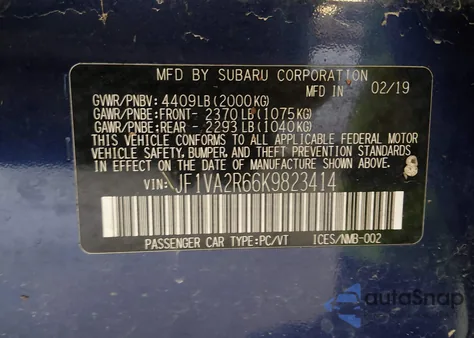 MFD BY SUBARU CORPORATION
MFD IN 02/19
GVWR/PNBV: 4409LB(2000KG)
GAWR/PNBE:FRONT- 2370LB(1075KG)
GAWR/PNBE:REAR - 2293LB(1040KG)
THIS VEHICLE CONFORMS TO ALL APPLICABLE FEDERAL MOTOR
VEHICLE SAFETY, BUMPER, AND THEFT PREVENTION STANDARDS
IN EFFECT ON THE DATE OF MANUFACTURE SHOWN ABOVE.
VIN: JF1VA2R66K9823414
PASSENGER CAR TYPE:PC/VT ICES/NMB-002
autoSnap